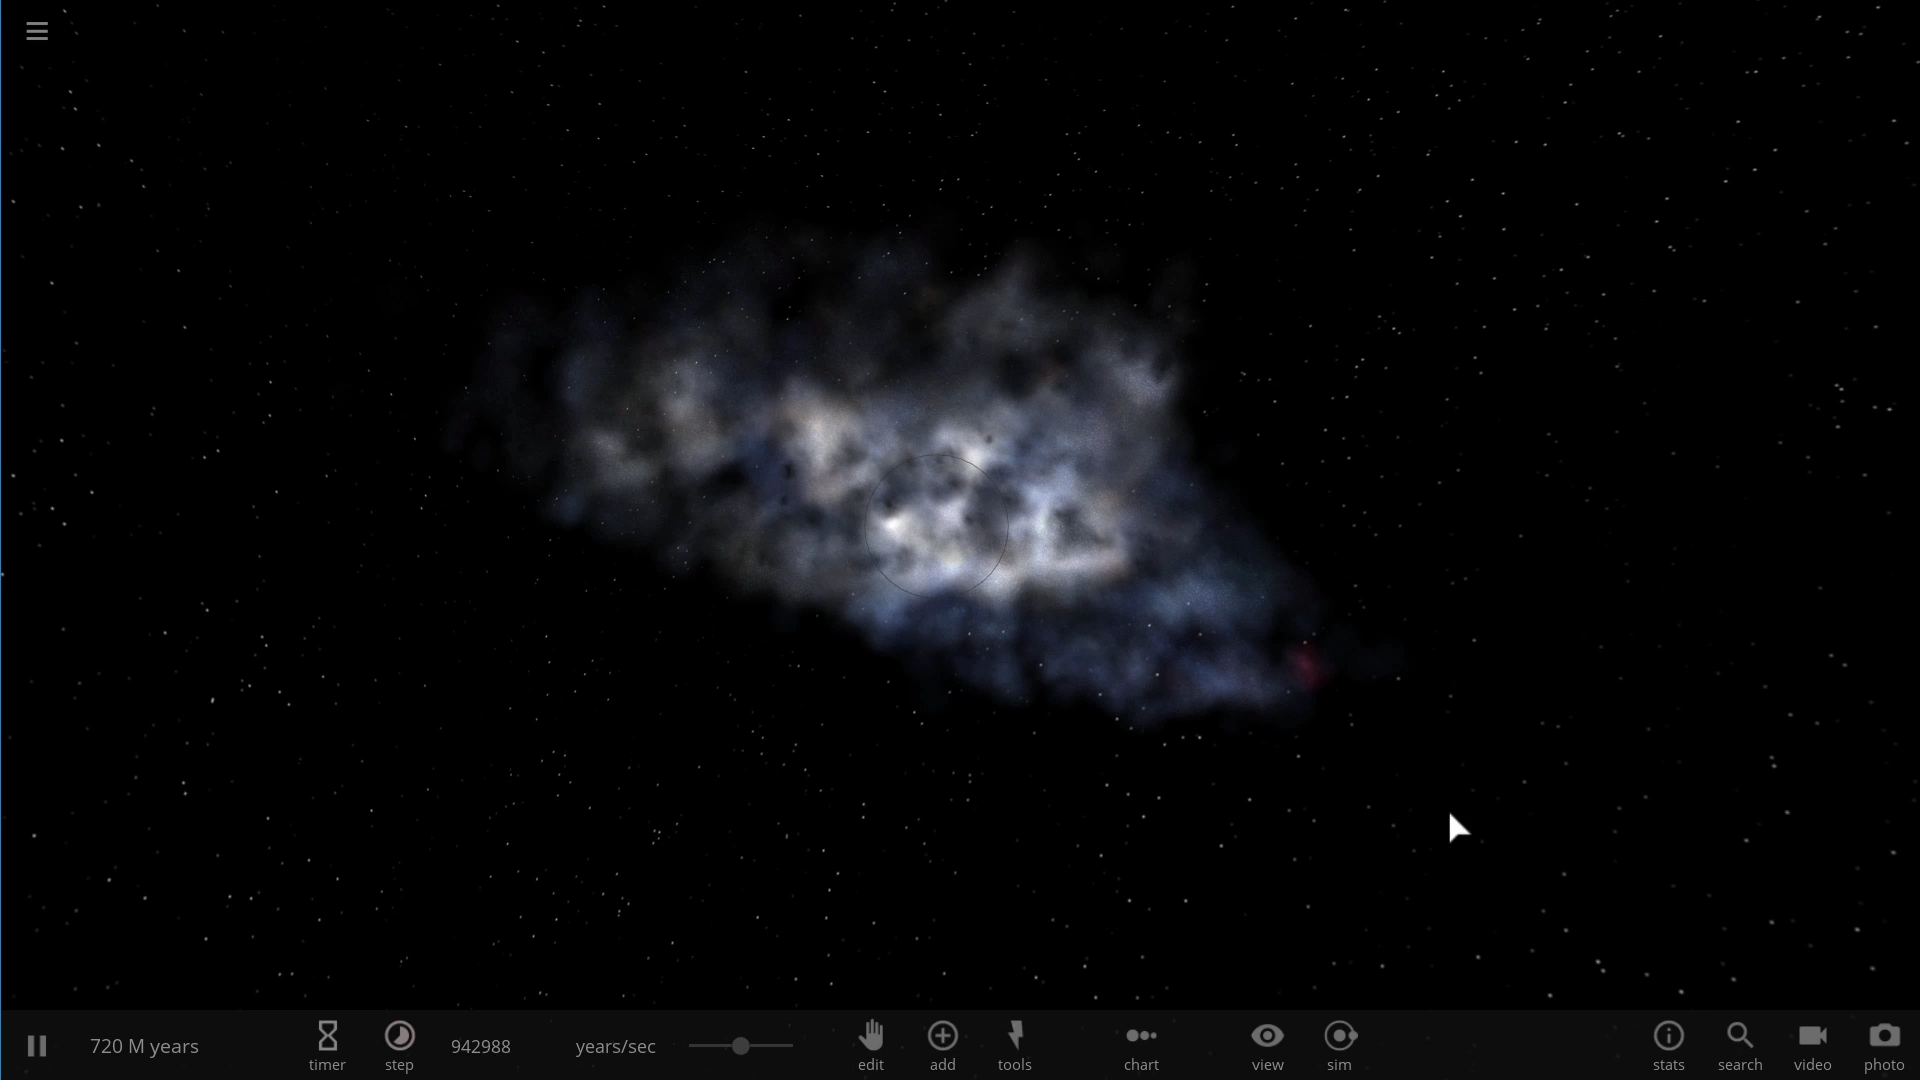 720 M years
timer
step
942988 years/sec
edit
add
tools
chart
view
sim
stats
search
video
photo